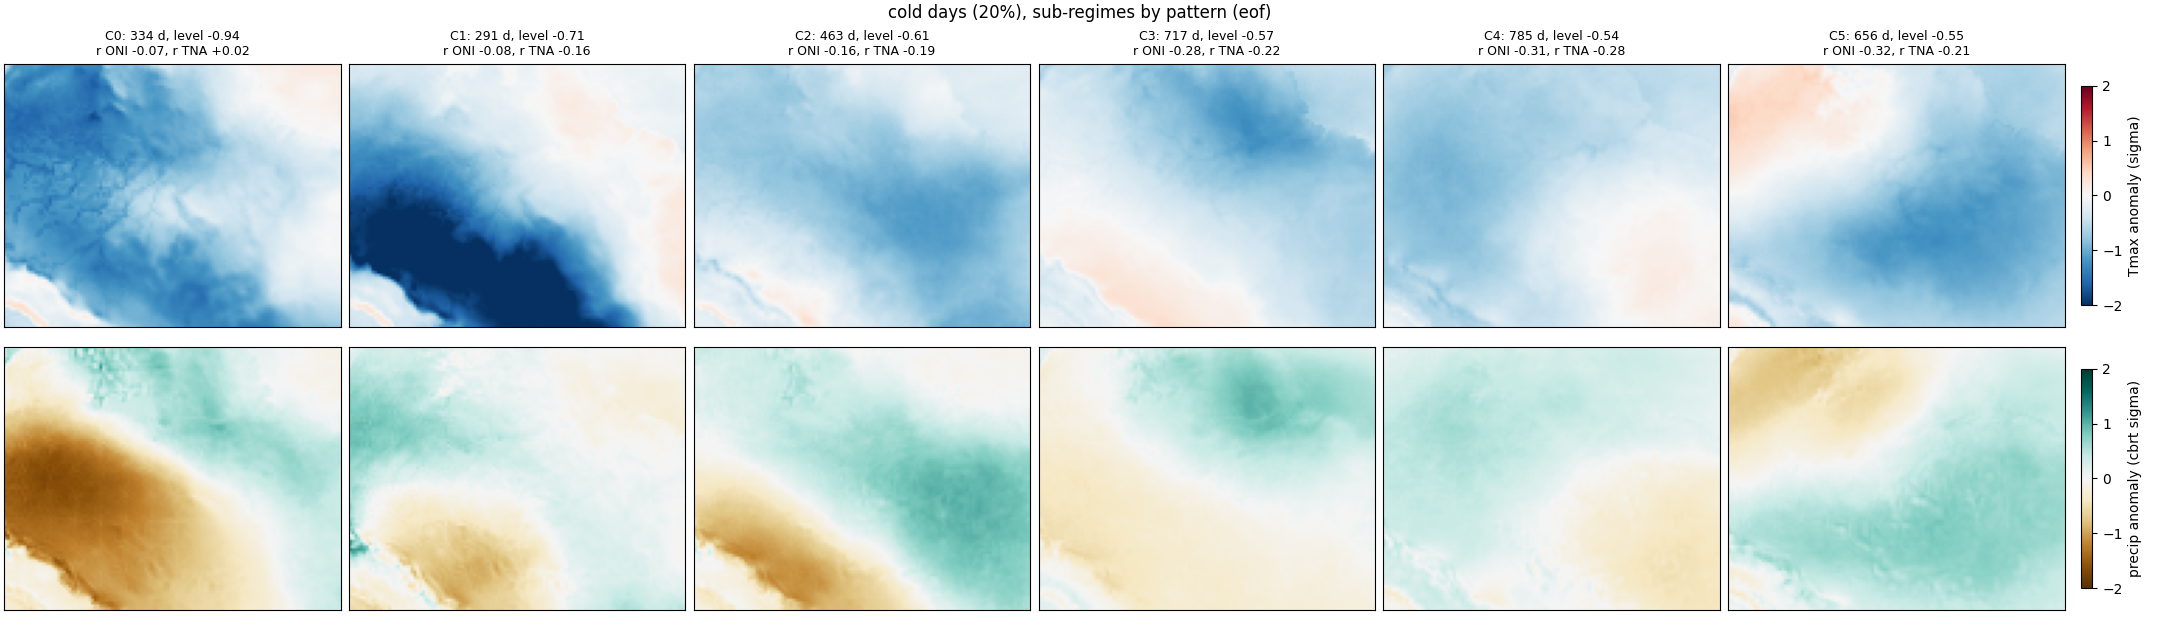 cold days (20%), sub-regimes by pattern (eof)
C0: 334 d, level -0.94
r ONI -0.07, r TNA +0.02
C1: 291 d, level -0.71
r ONI -0.08, r TNA -0.16
C2: 463 d, level -0.61
r ONI -0.16, r TNA -0.19
C3: 717 d, level -0.57
r ONI -0.28, r TNA -0.22
C4: 785 d, level -0.54
r ONI -0.31, r TNA -0.28
C5: 656 d, level -0.55
r ONI -0.32, r TNA -0.21
2
1
0
−1
−2
Tmax anomaly (sigma)
2
1
0
−1
−2
precip anomaly (cbrt sigma)